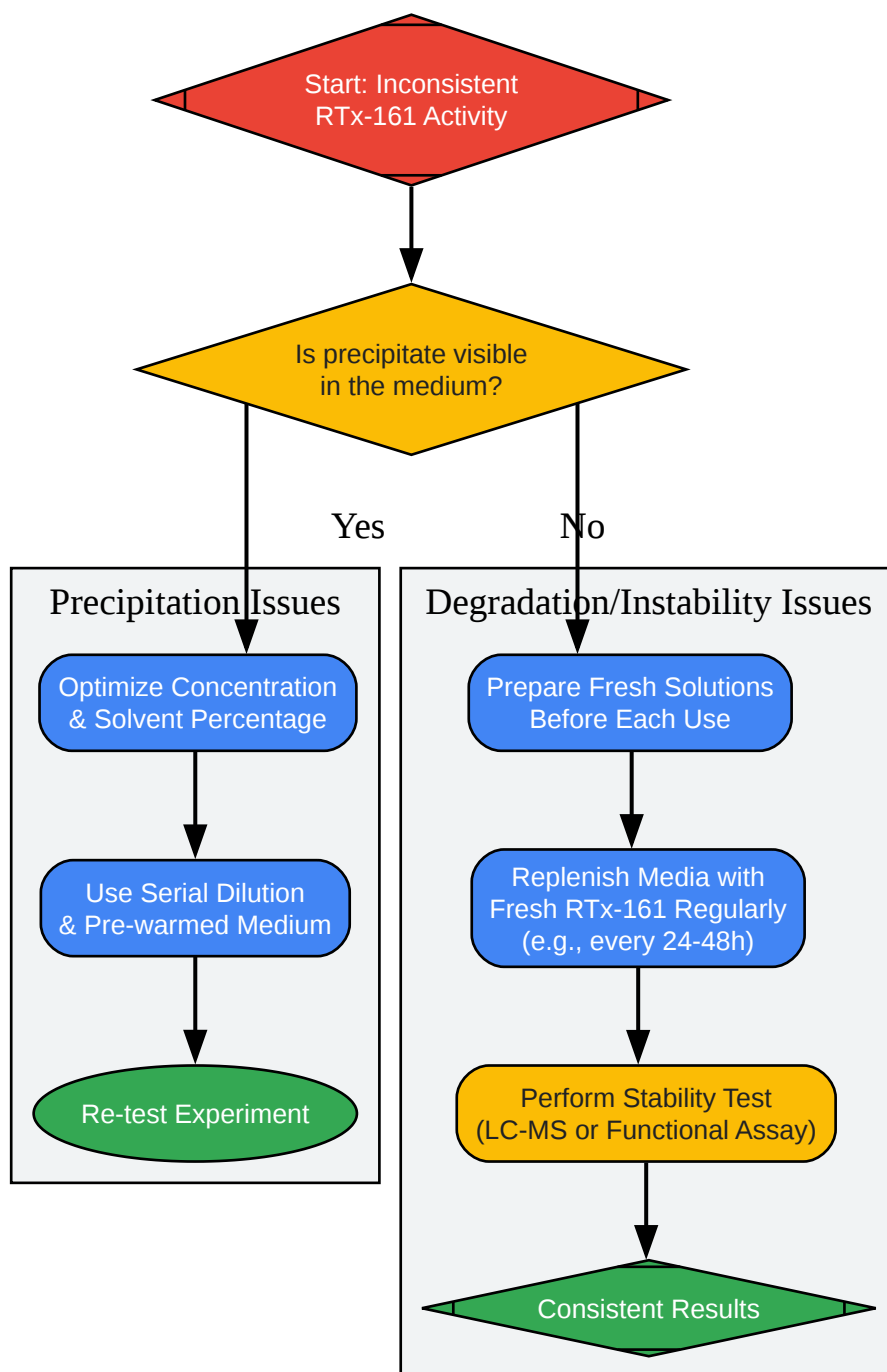 Start: Inconsistent
RTx-161 Activity
Is precipitate visible
in the medium?
Yes
No
Precipitation Issues
Optimize Concentration
& Solvent Percentage
Use Serial Dilution
& Pre-warmed Medium
Re-test Experiment
Degradation/Instability Issues
Prepare Fresh Solutions
Before Each Use
Replenish Media with
Fresh RTx-161 Regularly
(e.g., every 24-48h)
Perform Stability Test
(LC-MS or Functional Assay)
Consistent Results